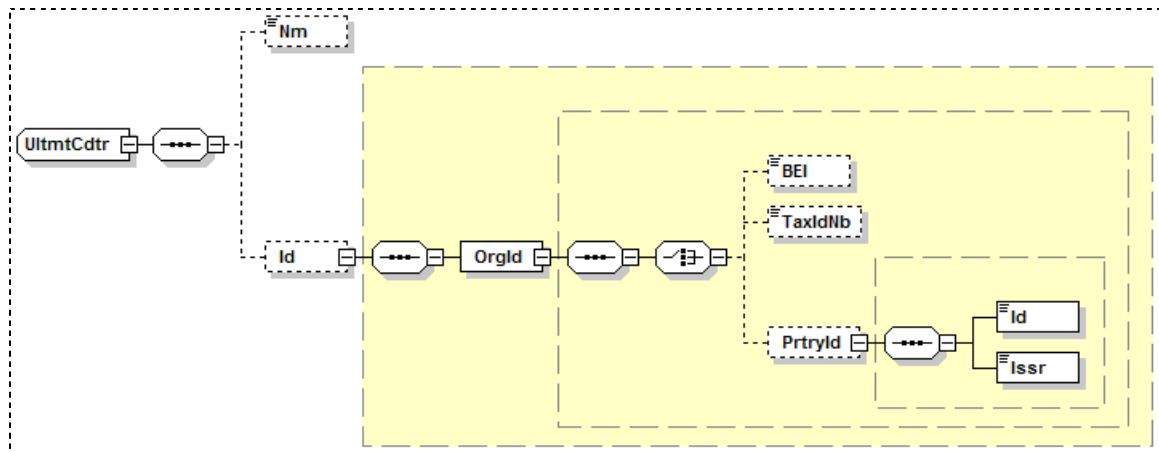 Nm
UltmtCdtr
BEI
TaxIdNb
Id
OrgId
Id
PrtryId
Issr